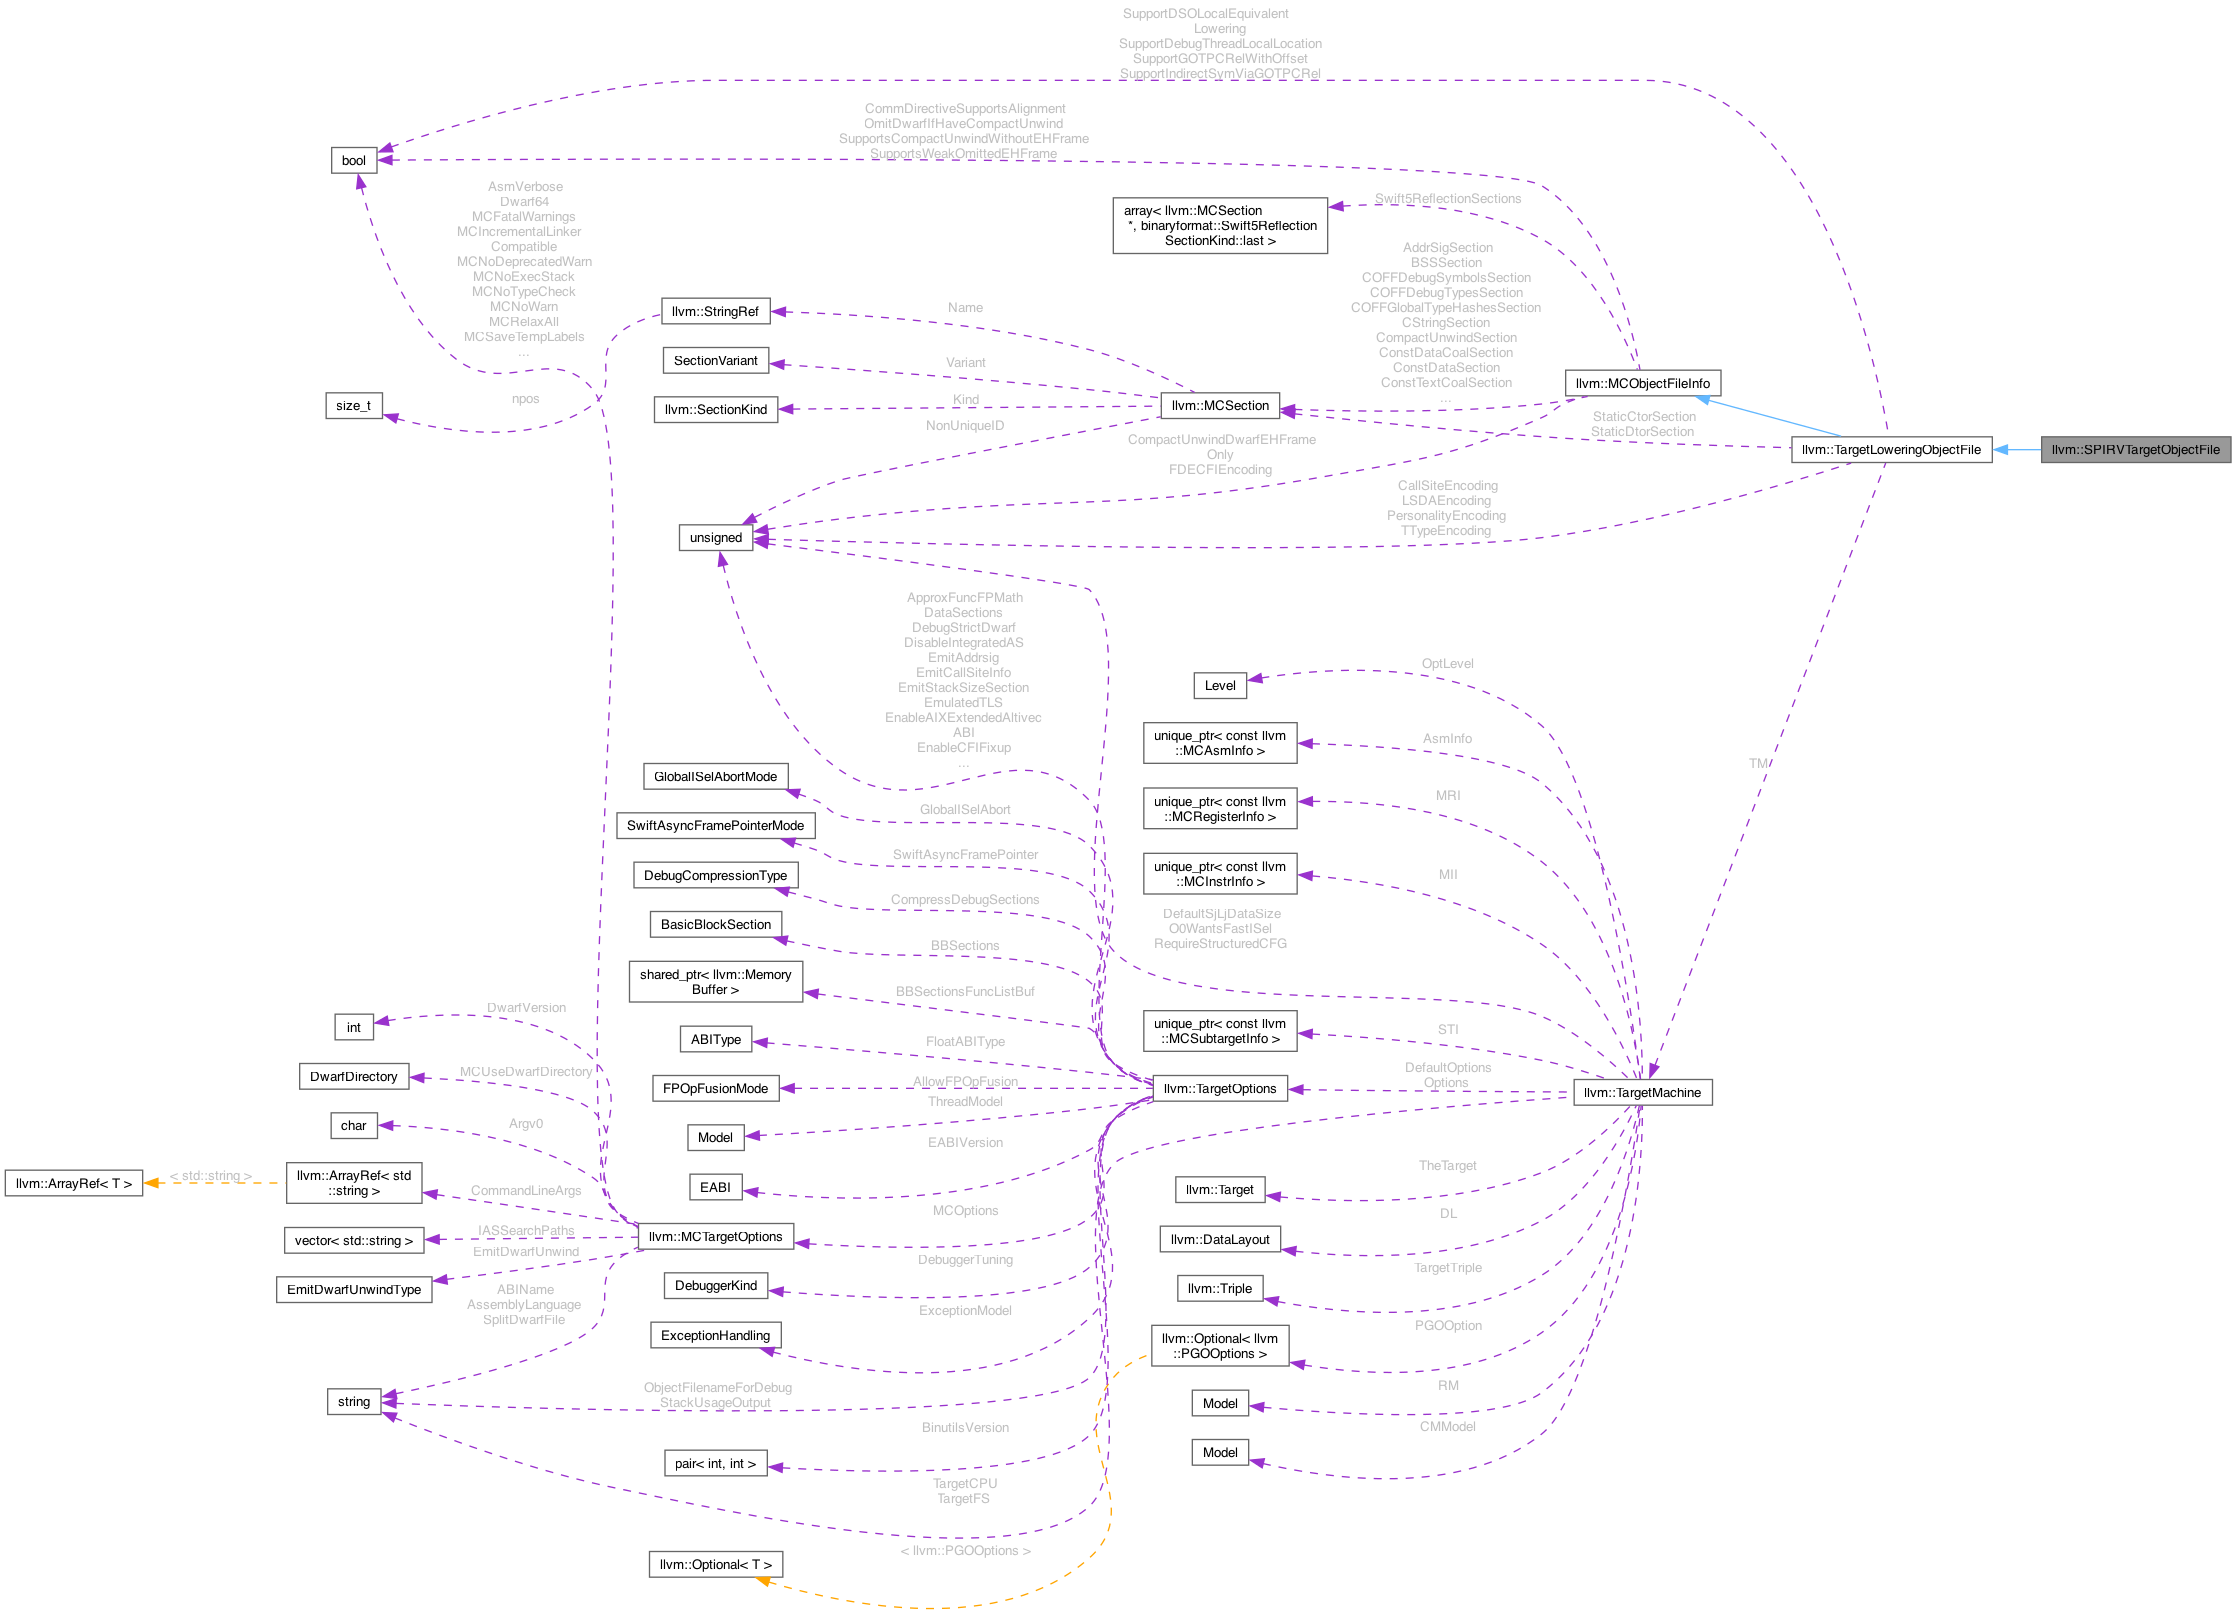 SupportDSOLocalEquivalent
Lowering
SupportDebugThreadLocalLocation
SupportGOTPCRelWithOffset
SupportIndirectSymViaGOTPCRel
CommDirectiveSupportsAlignment
OmitDwarfIfHaveCompactUnwind
SupportsCompactUnwindWithoutEHFrame
SupportsWeakOmittedEHFrame
bool
AsmVerbose
Dwarf64
MCFatalWarnings
MCIncrementalLinker
Compatible
MCNoDeprecatedWarn
MCNoExecStack
MCNoTypeCheck
MCNoWarn
MCRelaxAll
MCSaveTempLabels
...
array< llvm::MCSection
*, binaryformat::Swift5Reflection
SectionKind::last >
Swift5ReflectionSections
AddrSigSection
BSSSection
COFFDebugSymbolsSection
COFFDebugTypesSection
COFFGlobalTypeHashesSection
CStringSection
CompactUnwindSection
ConstDataCoalSection
ConstDataSection
ConstTextCoalSection
...
llvm::StringRef
Name
SectionVariant
Variant
llvm::SectionKind
Kind
llvm::MCSection
llvm::MCObjectFileInfo
size_t
npos
NonUniqueID
StaticCtorSection
StaticDtorSection
CompactUnwindDwarfEHFrame
Only
FDECFIEncoding
llvm::TargetLoweringObjectFile
llvm::SPIRVTargetObjectFile
CallSiteEncoding
LSDAEncoding
PersonalityEncoding
TTypeEncoding
unsigned
ApproxFuncFPMath
DataSections
DebugStrictDwarf
DisableIntegratedAS
EmitAddrsig
EmitCallSiteInfo
EmitStackSizeSection
EmulatedTLS
EnableAIXExtendedAltivec
ABI
EnableCFIFixup
...
Level
OptLevel
unique_ptr< const llvm
::MCAsmInfo >
AsmInfo
TM
GlobalISelAbortMode
GlobalISelAbort
unique_ptr< const llvm
::MCRegisterInfo >
MRI
SwiftAsyncFramePointerMode
SwiftAsyncFramePointer
unique_ptr< const llvm
::MCInstrInfo >
MII
DebugCompressionType
CompressDebugSections
DefaultSjLjDataSize
O0WantsFastISel
RequireStructuredCFG
BasicBlockSection
BBSections
shared_ptr< llvm::Memory
Buffer >
BBSectionsFuncListBuf
int
DwarfVersion
ABIType
FloatABIType
unique_ptr< const llvm
::MCSubtargetInfo >
STI
DwarfDirectory
MCUseDwarfDirectory
FPOpFusionMode
AllowFPOpFusion
llvm::TargetOptions
DefaultOptions
Options
llvm::TargetMachine
char
Argv0
Model
ThreadModel
EABIVersion
llvm::ArrayRef< T >
< std::string >
llvm::ArrayRef< std
::string >
CommandLineArgs
EABI
TheTarget
llvm::Target
MCOptions
DL
vector< std::string >
IASSearchPaths
llvm::MCTargetOptions
llvm::DataLayout
EmitDwarfUnwindType
EmitDwarfUnwind
DebuggerKind
DebuggerTuning
TargetTriple
llvm::Triple
ABIName
AssemblyLanguage
SplitDwarfFile
ExceptionHandling
ExceptionModel
llvm::Optional< llvm
::PGOOptions >
PGOOption
string
ObjectFilenameForDebug
StackUsageOutput
Model
RM
pair< int, int >
BinutilsVersion
Model
CMModel
TargetCPU
TargetFS
llvm::Optional< T >
< llvm::PGOOptions >